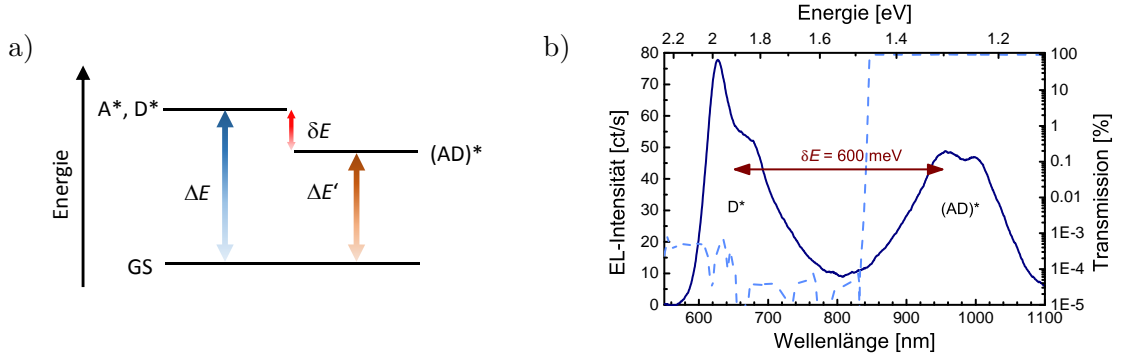 a)
Energie
A*, D*
δE
(AD)*
ΔE
ΔE‘
GS
b)
Energie [eV]
2.2 2 1.8 1.6 1.4 1.2
EL-Intensität [ct/s]
80
70
60
50
40
30
20
10
0
δE = 600 meV
D*
(AD)*
100
10
1
0.1
0.01
1E-3
1E-4
1E-5
Transmission [%]
600 700 800 900 1000 1100
Wellenlänge [nm]